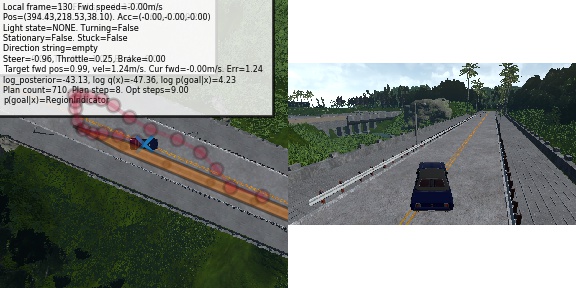 Local frame=130. Fwd speed=-0.00m/s
Pos=(394.43,218.53,38.10). Acc=(-0.00,-0.00,-0.00)
Light state=NONE. Turning=False
Stationary=False. Stuck=False
Direction string=empty
Steer=-0.96, Throttle=0.25, Brake=0.00
Target fwd pos=0.99, vel=1.24m/s. Cur fwd=-0.00m/s. Err=1.24
log_posterior=-43.13, log q(x)=-47.36, log p(goal|x)=4.23
Plan count=710, Plan step=8. Opt steps=9.00
p(goal|x)=RegionIndicator